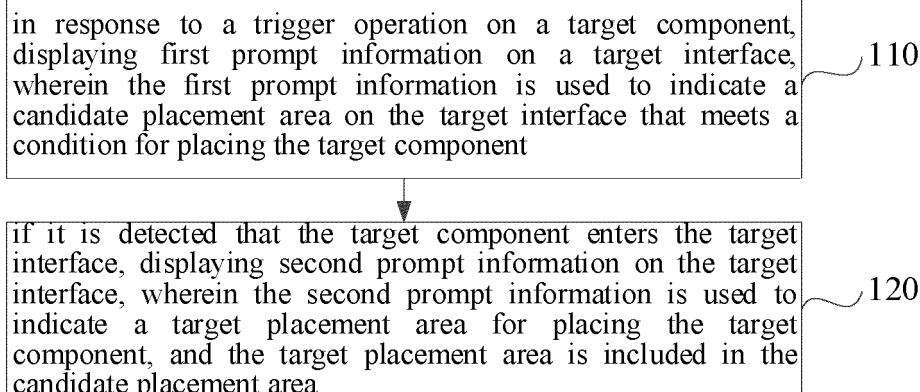 in response to a trigger operation on a target component,
displaying first prompt information on a target interface,
wherein the first prompt information is used to indicate a
candidate placement area on the target interface that meets a
condition for placing the target component
110
if it is detected that the target component enters the target
interface, displaying second prompt information on the target
interface, wherein the second prompt information is used to
indicate a target placement area for placing the target
component, and the target placement area is included in the
candidate placement area
120